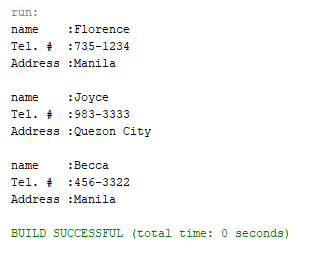 run:
name    :Florence
Tel. #  :735-1234
Address :Manila

name    :Joyce
Tel. #  :983-3333
Address :Quezon City

name    :Becca
Tel. #  :456-3322
Address :Manila

BUILD SUCCESSFUL (total time: 0 seconds)